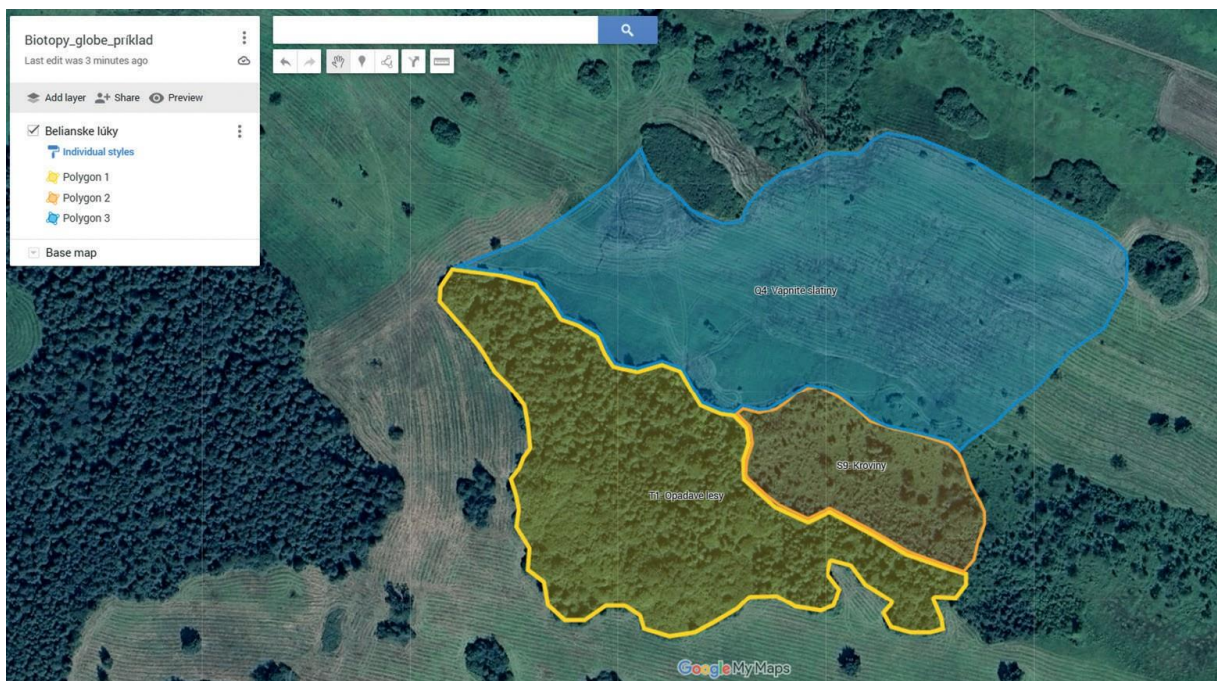 Biotopy_globe_príklad
Last edit was 3 minutes ago
Add layer Share Preview
Belianske lúky
Individual styles
Polygon 1
Polygon 2
Polygon 3
Base map
Q4- Vápnité slatiny
S9- Kroviny
T1- Opadavé lesy
Google My Maps